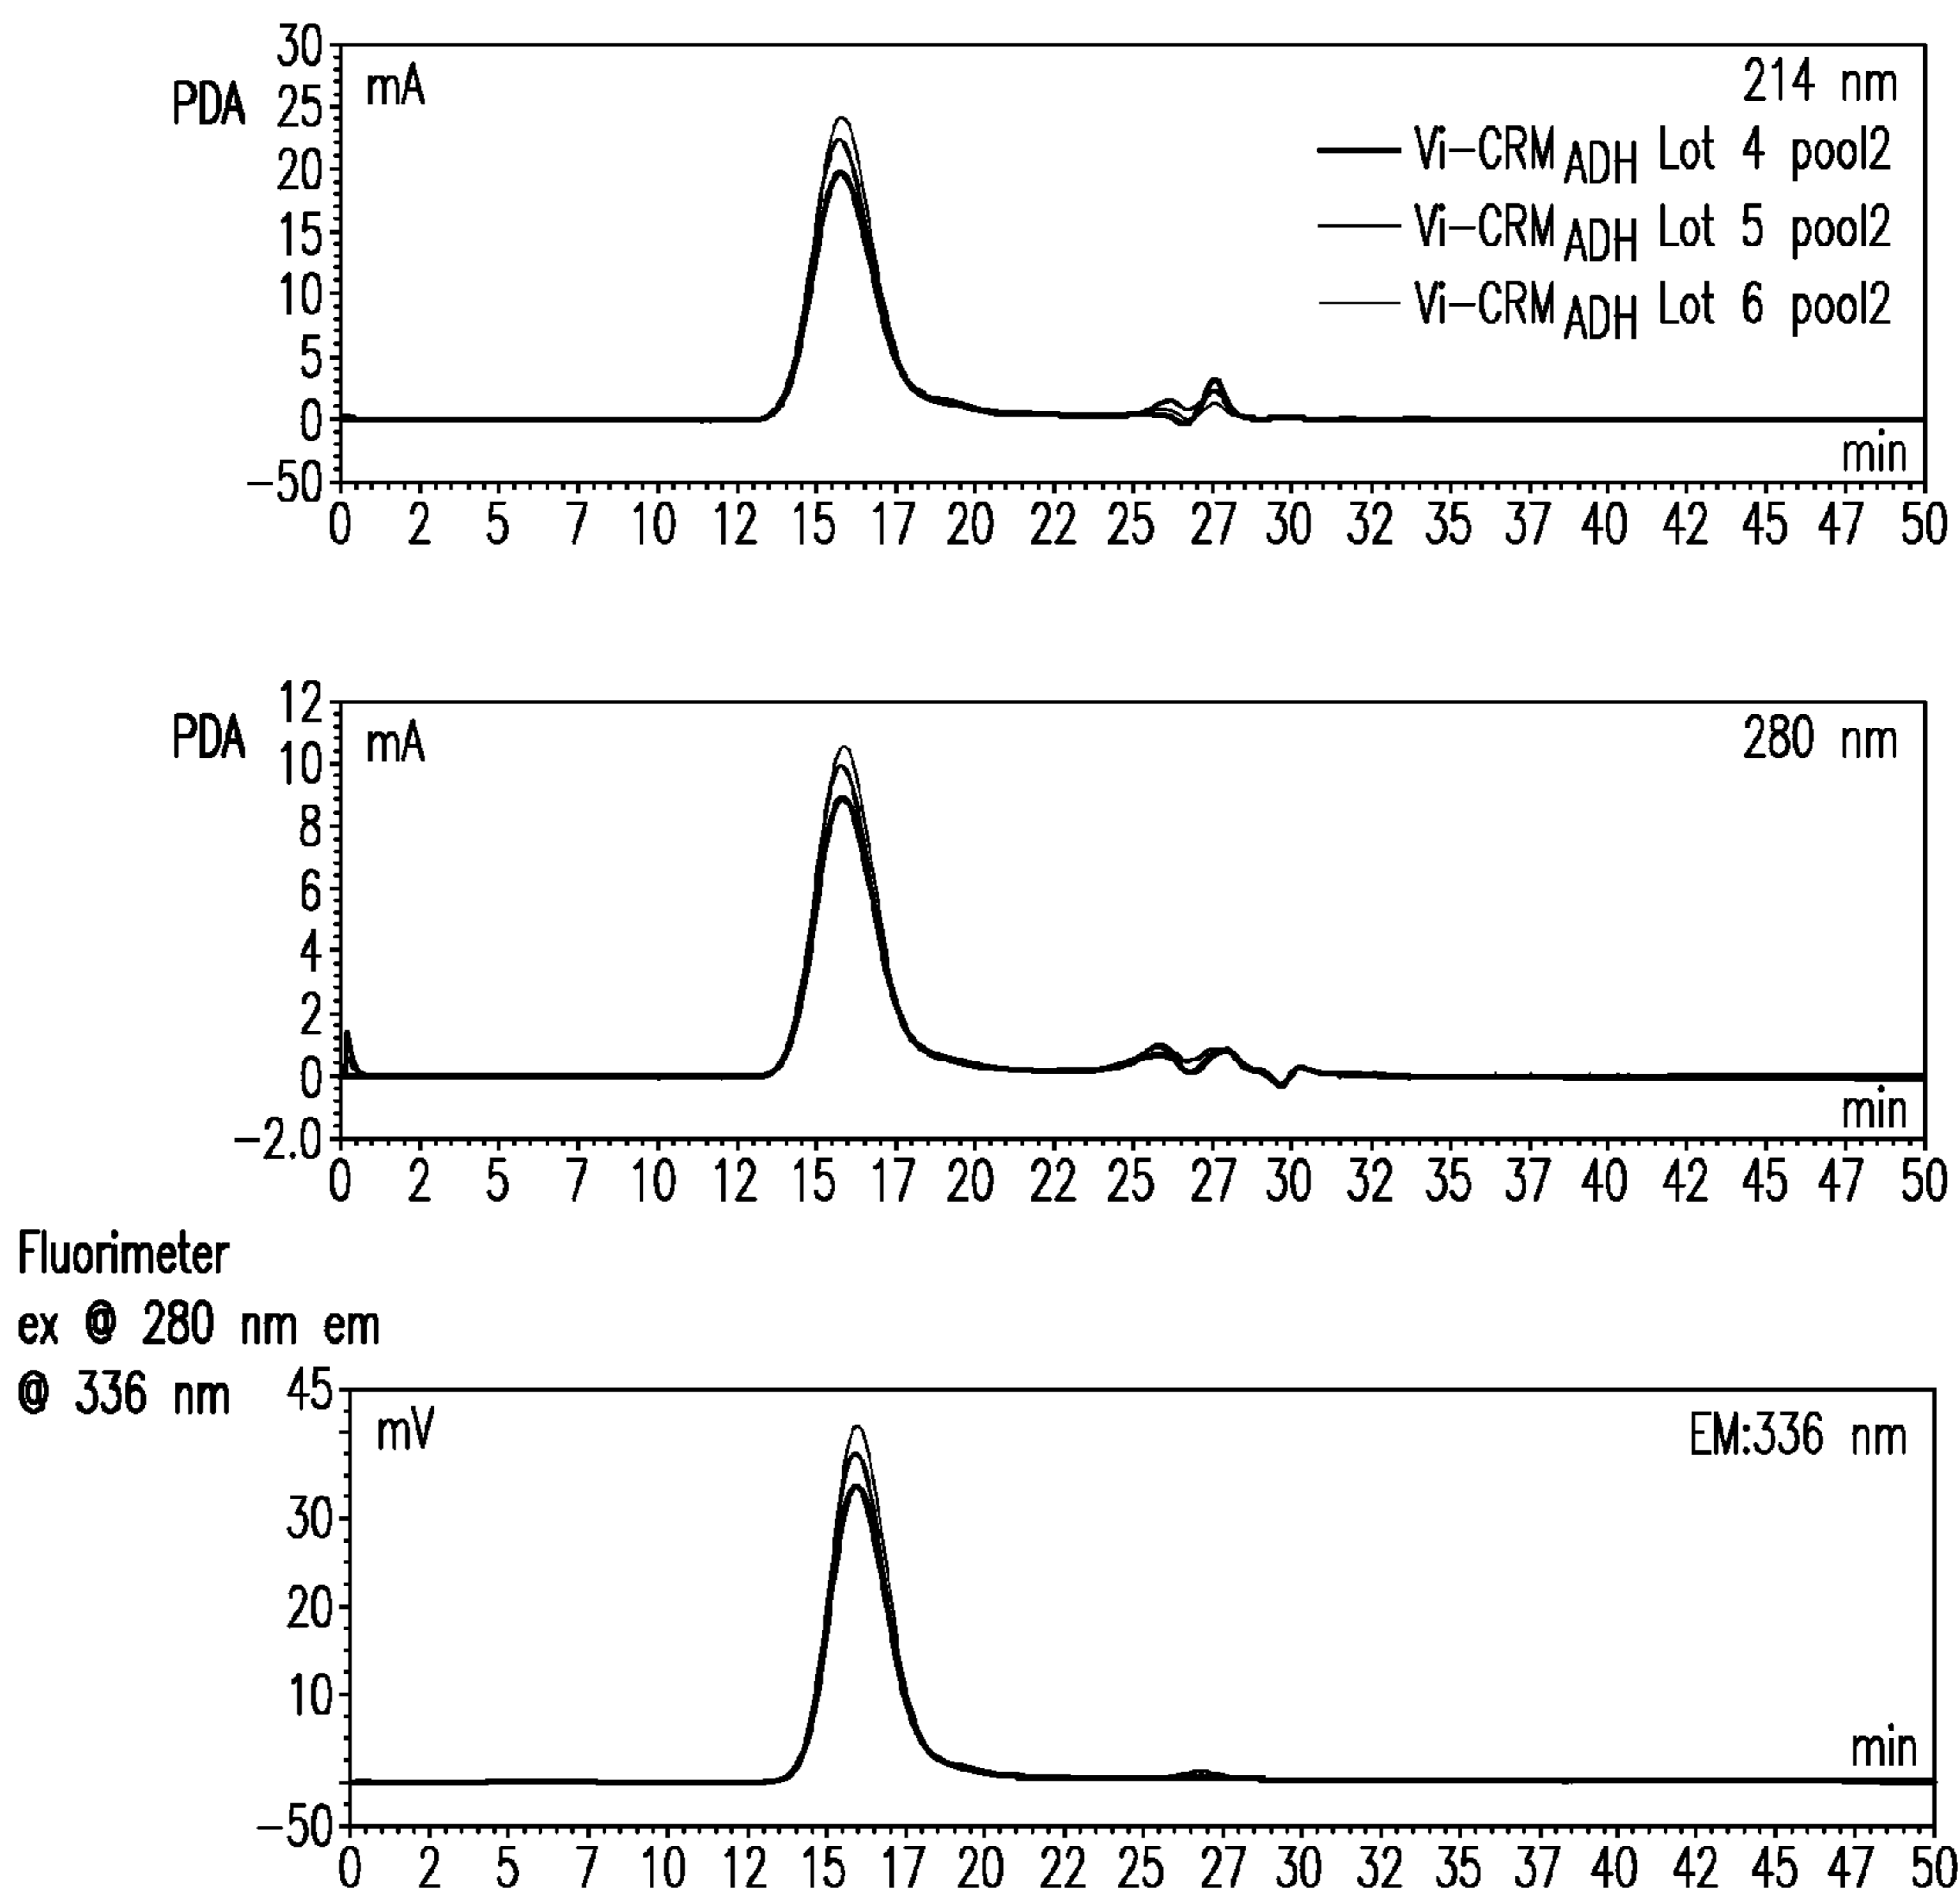 30
PDA
mA
214 nm
25
Vi-CRM ADH Lot 4 pool2
20
15
Vi-CRM ADH Lot 5 pool2
10
Vi-CRM ADH Lot 6 pool2
5
0
min
-50
0 2 5 7 10 12 15 17 20 22 25 27 30 32 35 37 40 42 45 47 50
12
PDA
mA
280 nm
10
8
6
4
2
0
min
-2.0
0 2 5 7 10 12 15 17 20 22 25 27 30 32 35 37 40 42 45 47 50
Fluorimeter
ex @ 280 nm em
@ 336 nm
45
mV
EM:336 nm
30
20
10
min
-50
0 2 5 7 10 12 15 17 20 22 25 27 30 32 35 37 40 42 45 47 50